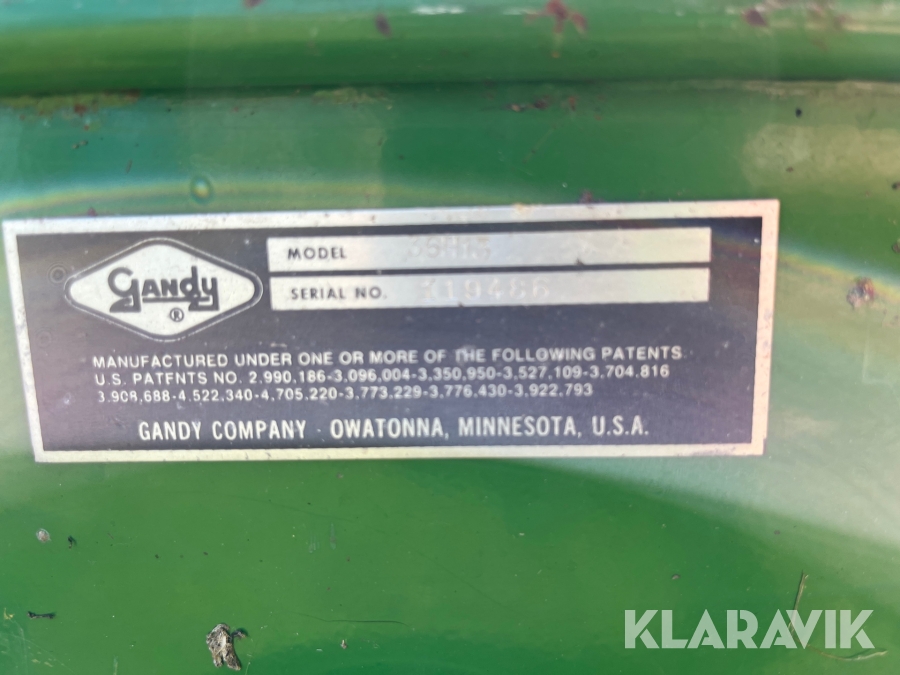 Gandy
®
MODEL
SERIAL NO. K19486
MANUFACTURED UNDER ONE OR MORE OF THE FOLLOWING PATENTS
U.S. PATENTS NO. 2.990.186-3.096.004-3.350.950-3.527.109-3.704.816
3.908.688-4.522.340-4.705.220-3.773.229-3.776.430-3.922.793
GANDY COMPANY · OWATONNA, MINNESOTA, U.S.A.
KLARAVIK